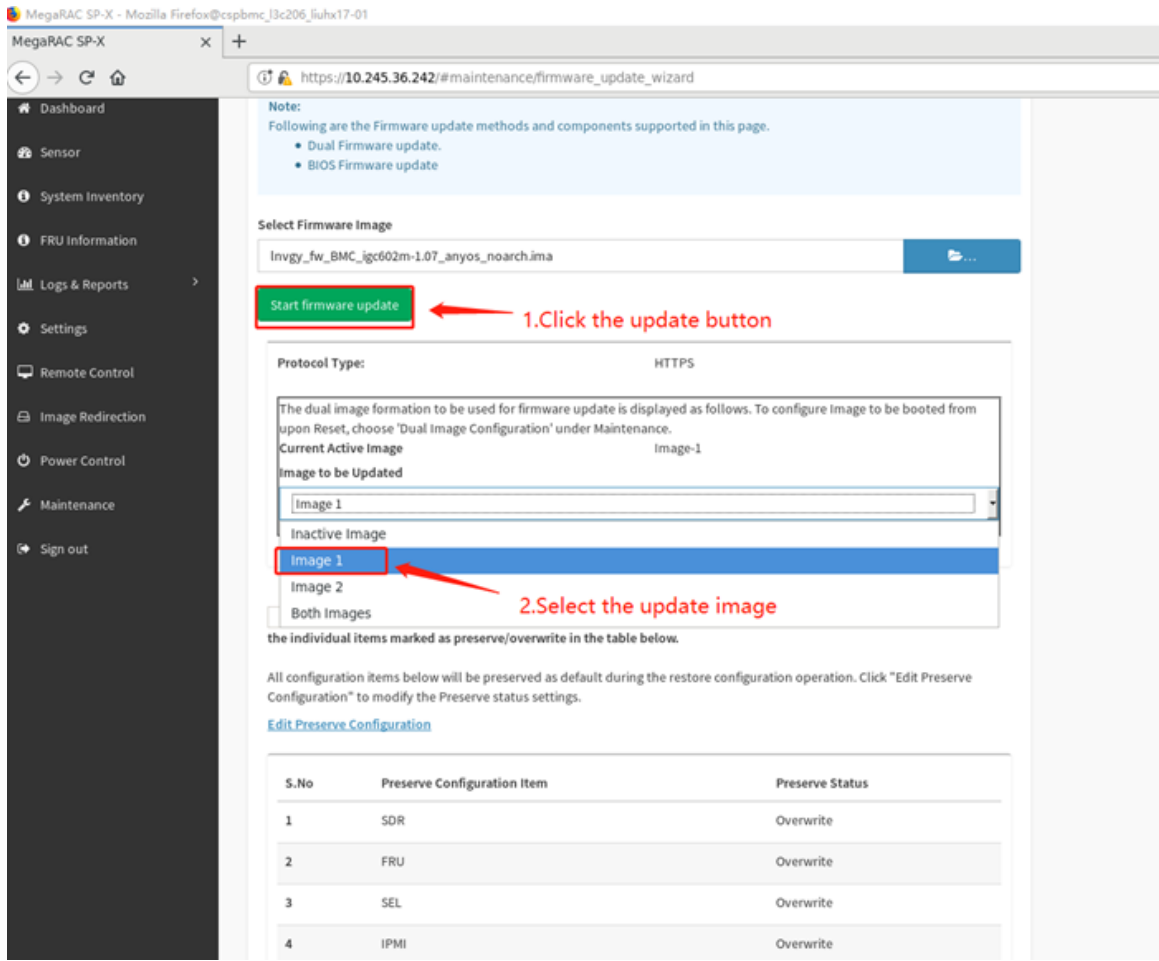 MegaRAC SP-X - Mozilla Firefox@cspbmc_l3c206_liuhx17-01
MegaRAC SP-X × +
https://10.245.36.242/#maintenance/firmware_update_wizard
Dashboard
Sensor
System Inventory
FRU Information
Logs & Reports >
Settings
Remote Control
Image Redirection
Power Control
Maintenance
Sign out
Note:
Following are the Firmware update methods and components supported in this page.
• Dual Firmware update.
• BIOS Firmware update
Select Firmware Image
lnvgy_fw_BMC_igc602m-1.07_anyos_noarch.ima
...
Start firmware update
1.Click the update button
Protocol Type: HTTPS
The dual image formation to be used for firmware update is displayed as follows. To configure Image to be booted from
upon Reset, choose 'Dual Image Configuration' under Maintenance.
Current Active Image Image-1
Image to be Updated
Image 1
Inactive Image
Image 1
Image 2
Both Images
2.Select the update image
the individual items marked as preserve/overwrite in the table below.
All configuration items below will be preserved as default during the restore configuration operation. Click "Edit Preserve
Configuration" to modify the Preserve status settings.
Edit Preserve Configuration
S.No Preserve Configuration Item Preserve Status
1 SDR Overwrite
2 FRU Overwrite
3 SEL Overwrite
4 IPMI Overwrite